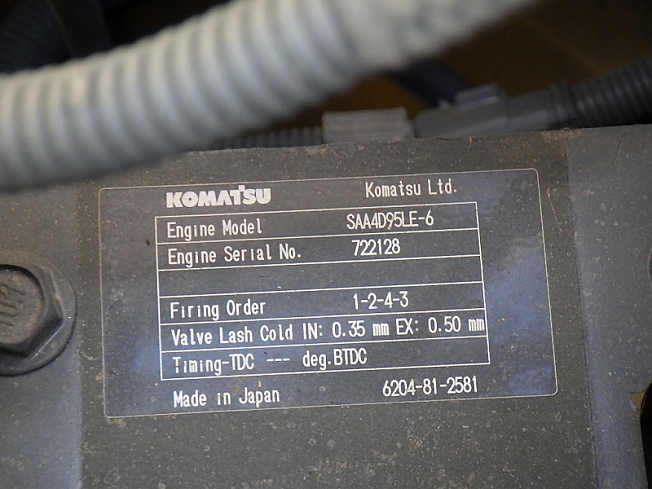 KOMATSU Komatsu Ltd.
Engine Model SAA4D95LE-6
Engine Serial No. 722128
Firing Order 1-2-4-3
Valve Lash Cold IN: 0.35 mm EX: 0.50 mm
Timing-TDC --- deg.BTDC
Made in Japan 6204-81-2581